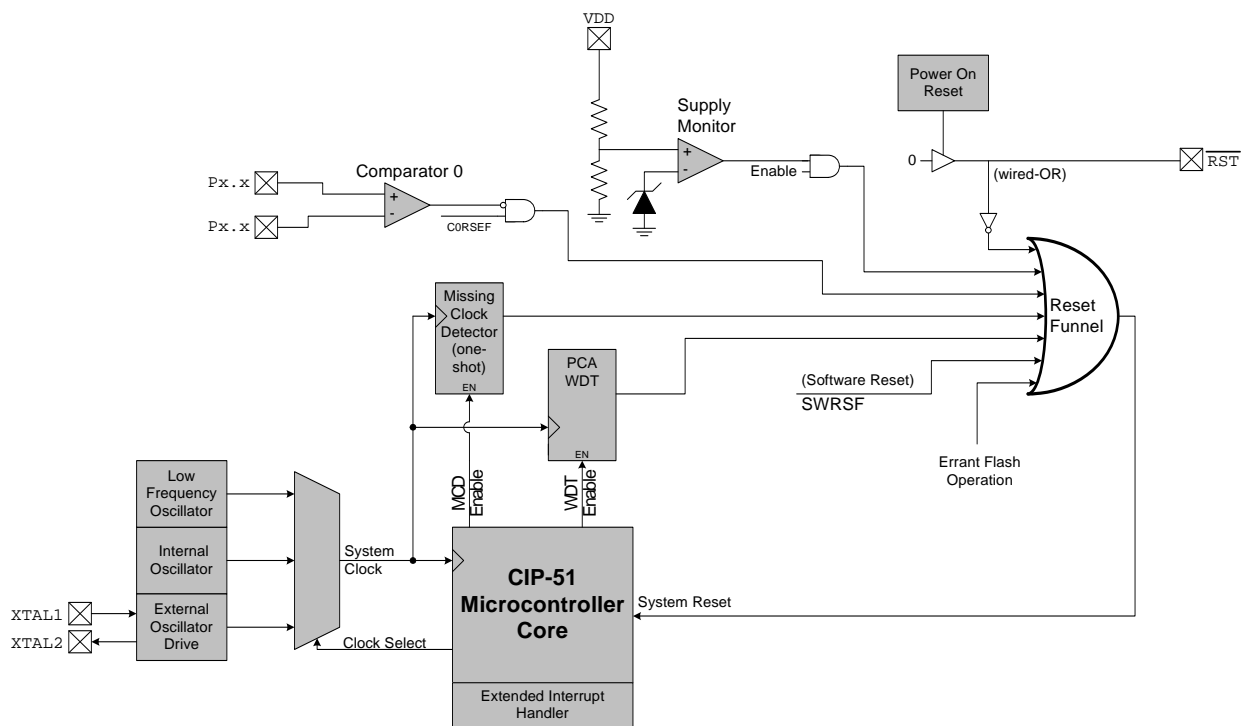 VDD
Power On
Reset
Supply
Monitor
+
-
Enable
0
(wired-OR)
RST
Comparator 0
Px.x
Px.x
+
-
C0RSEF
Missing
Clock
Detector
(one-
shot)
EN
PCA
WDT
EN
Reset
Funnel
(Software Reset)
SWRSF
Errant Flash
Operation
MCD
Enable
WDT
Enable
Low
Frequency
Oscillator
Internal
Oscillator
External
Oscillator
Drive
XTAL1
XTAL2
System
Clock
Clock Select
CIP-51
Microcontroller
Core
System Reset
Extended Interrupt
Handler